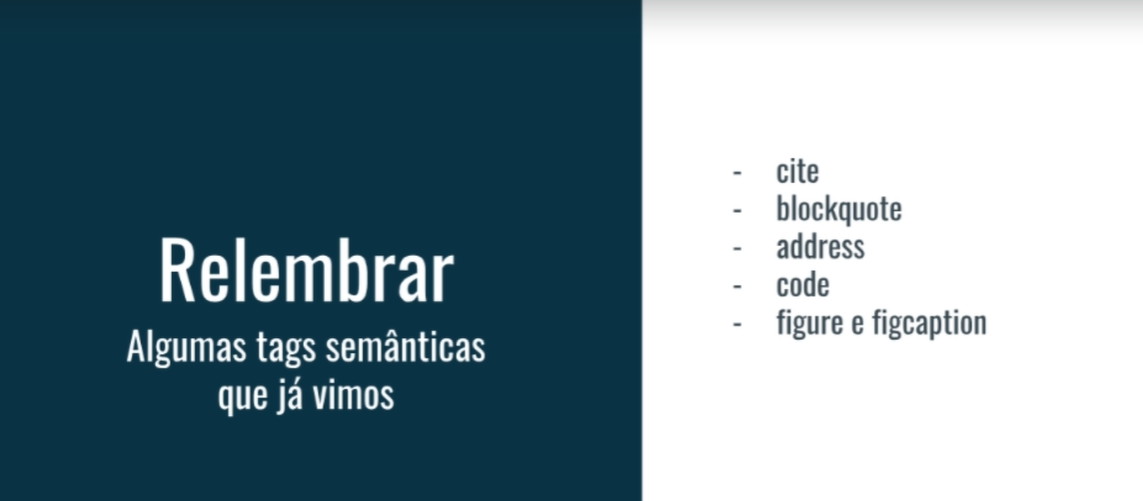 Relembrar
Algumas tags semânticas
que já vimos
- cite
- blockquote
- address
- code
- figure e figcaption